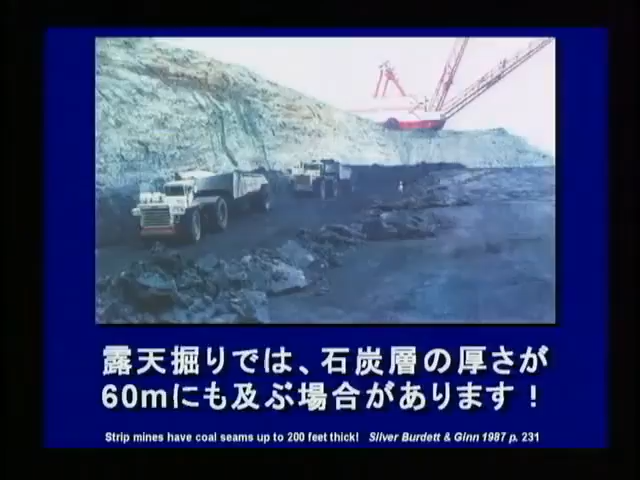 露天掘りでは、石炭層の厚さが
60mにも及ぶ場合があります！
Strip mines have coal seams up to 200 feet thick! Silver Burdett & Ginn 1987 p. 231